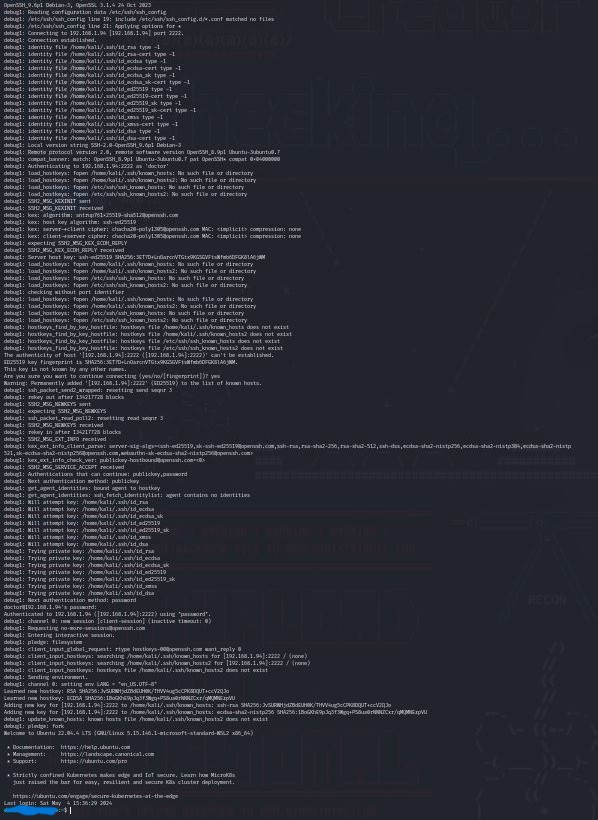 OpenSSH_9.6p1 Debian-3, OpenSSL 3.1.4 24 Oct 2023
debug1: Reading configuration data /etc/ssh/ssh_config
debug1: /etc/ssh/ssh_config line 19: include /etc/ssh/ssh_config.d/*.conf matched no files
debug1: /etc/ssh/ssh_config line 21: Applying options for *
debug1: Connecting to 192.168.1.94 [192.168.1.94] port 2222.
debug1: Connection established.
debug1: identity file /home/kali/.ssh/id_rsa type -1
debug1: identity file /home/kali/.ssh/id_rsa-cert type -1
debug1: identity file /home/kali/.ssh/id_ecdsa type -1
debug1: identity file /home/kali/.ssh/id_ecdsa-cert type -1
debug1: identity file /home/kali/.ssh/id_ecdsa_sk type -1
debug1: identity file /home/kali/.ssh/id_ecdsa_sk-cert type -1
debug1: identity file /home/kali/.ssh/id_ed25519 type -1
debug1: identity file /home/kali/.ssh/id_ed25519-cert type -1
debug1: identity file /home/kali/.ssh/id_ed25519_sk type -1
debug1: identity file /home/kali/.ssh/id_ed25519_sk-cert type -1
debug1: identity file /home/kali/.ssh/id_xmss type -1
debug1: identity file /home/kali/.ssh/id_xmss-cert type -1
debug1: identity file /home/kali/.ssh/id_dsa type -1
debug1: identity file /home/kali/.ssh/id_dsa-cert type -1
debug1: Local version string SSH-2.0-OpenSSH_9.6p1 Debian-3
debug1: Remote protocol version 2.0, remote software version OpenSSH_8.9p1 Ubuntu-3ubuntu0.7
debug1: compat_banner: match: OpenSSH_8.9p1 Ubuntu-3ubuntu0.7 pat OpenSSH* compat 0x04000000
debug1: Authenticating to 192.168.1.94:2222 as 'doctor'
debug1: load_hostkeys: fopen /home/kali/.ssh/known_hosts: No such file or directory
debug1: load_hostkeys: fopen /home/kali/.ssh/known_hosts2: No such file or directory
debug1: load_hostkeys: fopen /etc/ssh/ssh_known_hosts: No such file or directory
debug1: load_hostkeys: fopen /etc/ssh/ssh_known_hosts2: No such file or directory
debug1: SSH2_MSG_KEXINIT sent
debug1: SSH2_MSG_KEXINIT received
debug1: kex: algorithm: sntrup761x25519-sha512@openssh.com
debug1: kex: host key algorithm: ssh-ed25519
debug1: kex: server->client cipher: chacha20-poly1305@openssh.com MAC: <implicit> compression: none
debug1: kex: client->server cipher: chacha20-poly1305@openssh.com MAC: <implicit> compression: none
debug1: expecting SSH2_MSG_KEX_ECDH_REPLY
debug1: SSH2_MSG_KEX_ECDH_REPLY received
debug1: Server host key: ssh-ed25519
debug1: load_hostkeys: fopen /home/kali/.ssh/known_hosts: No such file or directory
debug1: load_hostkeys: fopen /home/kali/.ssh/known_hosts2: No such file or directory
debug1: load_hostkeys: fopen /etc/ssh/ssh_known_hosts: No such file or directory
debug1: load_hostkeys: fopen /etc/ssh/ssh_known_hosts2: No such file or directory
debug1: checking without port identifier
debug1: load_hostkeys: fopen /home/kali/.ssh/known_hosts: No such file or directory
debug1: load_hostkeys: fopen /home/kali/.ssh/known_hosts2: No such file or directory
debug1: load_hostkeys: fopen /etc/ssh/ssh_known_hosts: No such file or directory
debug1: load_hostkeys: fopen /etc/ssh/ssh_known_hosts2: No such file or directory
debug1: hostkeys_find_by_key_hostfile: hostkeys file /home/kali/.ssh/known_hosts does not exist
debug1: hostkeys_find_by_key_hostfile: hostkeys file /home/kali/.ssh/known_hosts2 does not exist
debug1: hostkeys_find_by_key_hostfile: hostkeys file /etc/ssh/ssh_known_hosts does not exist
debug1: hostkeys_find_by_key_hostfile: hostkeys file /etc/ssh/ssh_known_hosts2 does not exist
The authenticity of host '[192.168.1.94]:2222 ([192.168.1.94]:2222)' can't be established.
ED25519 key fingerprint is
This key is not known by any other names.
Are you sure you want to continue connecting (yes/no/[fingerprint])? yes
Warning: Permanently added '[192.168.1.94]:2222' (ED25519) to the list of known hosts.
debug1: ssh_packet_send2_wrapped: resetting send seqnr 3
debug1: rekey out after 134217728 blocks
debug1: SSH2_MSG_NEWKEYS sent
debug1: expecting SSH2_MSG_NEWKEYS
debug1: ssh_packet_read_poll2: resetting read seqnr 3
debug1: SSH2_MSG_NEWKEYS received
debug1: rekey in after 134217728 blocks
debug1: SSH2_MSG_EXT_INFO received
debug1: kex_ext_info_client_parse: server-sig-algs=<ssh-ed25519,sk-ssh-ed25519@openssh.com,ssh-rsa,rsa-sha2-256,rsa-sha2-512,ssh-dss,ecdsa-sha2-nistp256,ecdsa-sha2-nistp384,ecdsa-sha2-nistp
521,sk-ecdsa-sha2-nistp256@openssh.com,webauthn-sk-ecdsa-sha2-nistp256@openssh.com>
debug1: kex_ext_info_check_ver: publickey-hostbound@openssh.com=<0>
debug1: SSH2_MSG_SERVICE_ACCEPT received
debug1: Authentications that can continue: publickey,password
debug1: Next authentication method: publickey
debug1: get_agent_identities: bound agent to hostkey
debug1: get_agent_identities: ssh_fetch_identitylist: agent contains no identities
debug1: Will attempt key: /home/kali/.ssh/id_rsa
debug1: Will attempt key: /home/kali/.ssh/id_ecdsa
debug1: Will attempt key: /home/kali/.ssh/id_ecdsa_sk
debug1: Will attempt key: /home/kali/.ssh/id_ed25519
debug1: Will attempt key: /home/kali/.ssh/id_ed25519_sk
debug1: Will attempt key: /home/kali/.ssh/id_xmss
debug1: Will attempt key: /home/kali/.ssh/id_dsa
debug1: Trying private key: /home/kali/.ssh/id_rsa
debug1: Trying private key: /home/kali/.ssh/id_ecdsa
debug1: Trying private key: /home/kali/.ssh/id_ecdsa_sk
debug1: Trying private key: /home/kali/.ssh/id_ed25519
debug1: Trying private key: /home/kali/.ssh/id_ed25519_sk
debug1: Trying private key: /home/kali/.ssh/id_xmss
debug1: Trying private key: /home/kali/.ssh/id_dsa
debug1: Next authentication method: password
doctor@192.168.1.94's password:
Authenticated to 192.168.1.94 ([192.168.1.94]:2222) using "password".
debug1: channel 0: new session [client-session] (inactive timeout: 0)
debug1: Requesting no-more-sessions@openssh.com
debug1: Entering interactive session.
debug1: pledge: filesystem
debug1: client_input_global_request: rtype hostkeys-00@openssh.com want_reply 0
debug1: client_input_hostkeys: searching /home/kali/.ssh/known_hosts for [192.168.1.94]:2222 / (none)
debug1: client_input_hostkeys: searching /home/kali/.ssh/known_hosts2 for [192.168.1.94]:2222 / (none)
debug1: client_input_hostkeys: hostkeys file /home/kali/.ssh/known_hosts2 does not exist
debug1: Sending environment.
debug1: channel 0: setting env LANG = "en_US.UTF-8"
Learned new hostkey: RSA
Learned new hostkey: ECDSA
Adding new key for [192.168.1.94]:2222 to /home/kali/.ssh/known_hosts: ssh-rsa
Adding new key for [192.168.1.94]:2222 to /home/kali/.ssh/known_hosts: ecdsa-sha2-nistp256
debug1: update_known_hosts: known hosts file /home/kali/.ssh/known_hosts2 does not exist
debug1: pledge: fork
Welcome to Ubuntu 22.04.4 LTS (GNU/Linux 5.15.146.1-microsoft-standard-WSL2 x86_64)
* Documentation: https://help.ubuntu.com
* Management: https://landscape.canonical.com
* Support: https://ubuntu.com/pro
* Strictly confined Kubernetes makes edge and IoT secure. Learn how MicroK8s
just raised the bar for easy, resilient and secure K8s cluster deployment.
https://ubuntu.com/engage/secure-kubernetes-at-the-edge
Last login: Sat May 4 15:36:29 2024
:~$
RECON